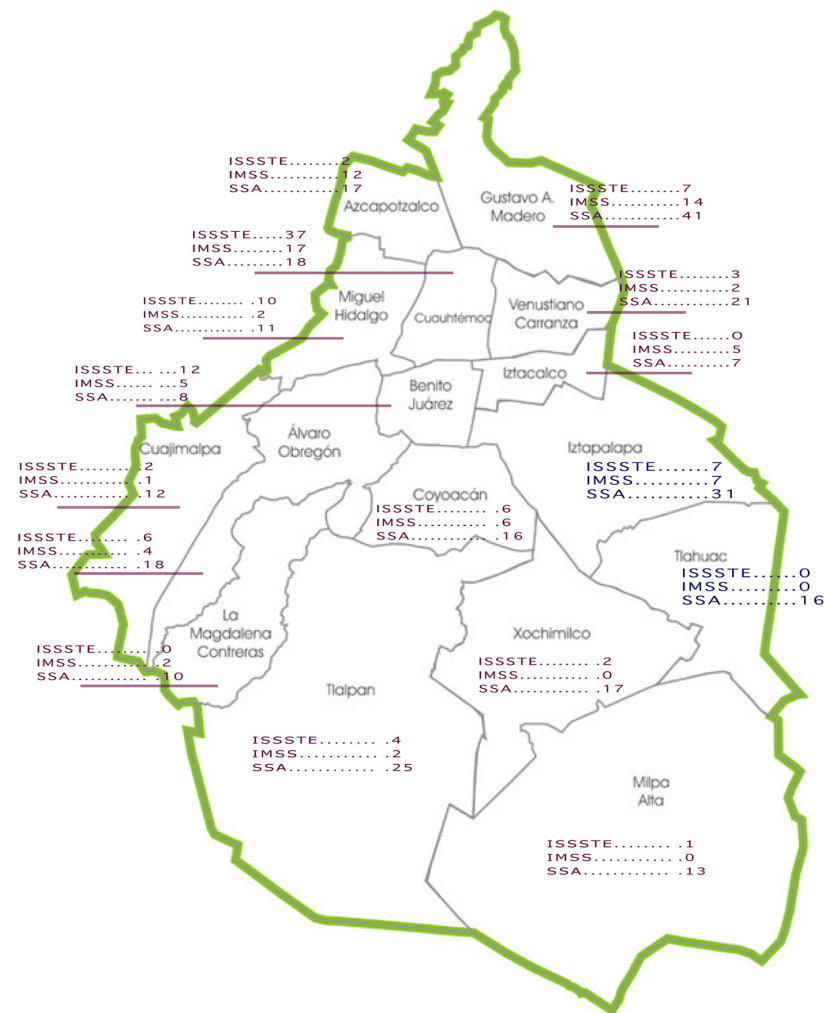 ISSSTE........2
IMSS............12
SSA.............17
Azcapotzalco
Gustavo A.
Madero
ISSSTE.......7
IMSS...........14
SSA............41
ISSSTE.....37
IMSS........17
SSA.........18
ISSSTE........3
IMSS............2
SSA............21
ISSSTE....... .10
IMSS.......... .2
SSA........... .11
Miguel
Hidalgo
Cuauhtémoc
Venustiano
Carranza
ISSSTE......0
IMSS..........5
SSA...........7
ISSSTE... ...12
IMSS..... ...5
SSA...... ...8
Benito
Juárez
Iztacalco
Cuajimalpa
Álvaro
Obregón
Iztapalapa
ISSSTE.......7
IMSS...........7
SSA............31
ISSSTE........ .2
IMSS........... .1
SSA............ .12
Coyoacán
ISSSTE........ .6
IMSS........... .6
SSA............ .16
ISSSTE........ .6
IMSS........... .4
SSA............ .18
Tlahuac
ISSSTE......0
IMSS..........0
SSA...........16
La
Magdalena
Contreras
ISSSTE........ .0
IMSS........... .2
SSA............ .10
Xochimilco
ISSSTE........ .2
IMSS........... .0
SSA............ .17
Tlalpan
ISSSTE........ .4
IMSS........... .2
SSA............ .25
Milpa
Alta
ISSSTE........ .1
IMSS............0
SSA............ .13